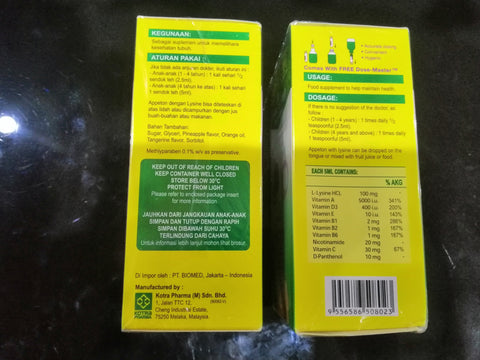 KEGUNAAN:
Sebagai suplemen untuk memelihara
kesehatan tubuh.
ATURAN PAKAI :
Jika tidak ada anjuran dokter, ikuti aturan ini :
- Anak-anak (1 - 4 tahun) : 1 kali sehari ½
sendok teh (2.5ml).
- Anak-anak (4 tahun ke atas) : 1 kali sehari 1
sendok teh (5ml).
Appeton dengan Lysine bisa diteteskan di
atas lidah atau dicampurkan dengan jus
buah-buahan atau makanan.
Bahan Tambahan:
Sugar, Glycerl, Pineapple flavor, Orange oil,
Tangerine flavor, Sorbitol.
Methlyparaben 0.1% w/v as preservative.
KEEP OUT OF REACH OF CHILDREN
KEEP CONTAINER WELL CLOSED
STORE BELOW 30°C
PROTECT FROM LIGHT
Please refer to enclosed package insert
for more information
JAUHKAN DARI JANGKAUAN ANAK-ANAK
SIMPAN DAN TUTUP DENGAN RAPIH
SIMPAN DIBAWAH SUHU 30°C
TERLINDUNG DARI CAHAYA
Untuk informasi lebih lanjut mohon lihat brosur.
Di Impor oleh : PT. BIOMED, Jakarta – Indonesia
Manufactured by :
Kotra Pharma (M) Sdn. Bhd.
1, Jalan TTC 12,
Cheng Industrial Estate,
75250 Melaka, Malaysia.
KOTRA
PHARMA
• Accurate dosing
• Convenient
• Hygienic
Comes With FREE Dose-Master™
USAGE:
Food supplement to help maintain health.
DOSAGE:
If there is no suggestion of the doctor, as
follow :
- Children (1 - 4 years) : 1 times daily ½
teaspoonful (2.5ml)
- Children (4 years and above) : 1 times daily
1 teaspoonful (5ml)
Appeton with lysine can be dropped on the
tongue or mixed with fruit juice or food.
EACH 5ML CONTAINS:
% AKG
L-Lysine HCL 100 mg
Vitamin A 5000 i.u. 341%
Vitamin D3 400 i.u. 200%
Vitamin E 10 i.u. 143%
Vitamin B1 2 mg 286%
Vitamin B2 1 mg 167%
Vitamin B6 1 mg 167%
Nicotinamide 20 mg
Vitamin C 30 mg 67%
D-Panthenol 10 mg
9 556586 508023